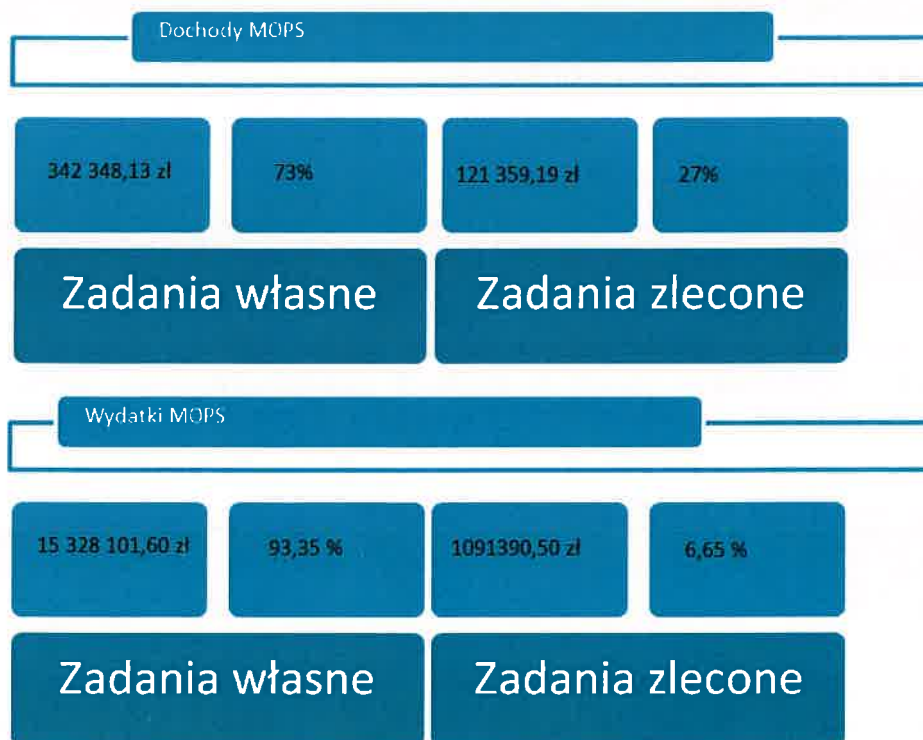 Dochody MOPS
342 348,13 zł 73% 121 359,19 zł 27%
Zadania własne Zadania zlecone
Wydatki MOPS
15 328 101,60 zł 93,35 % 1091390,50 zł 6,65 %
Zadania własne Zadania zlecone